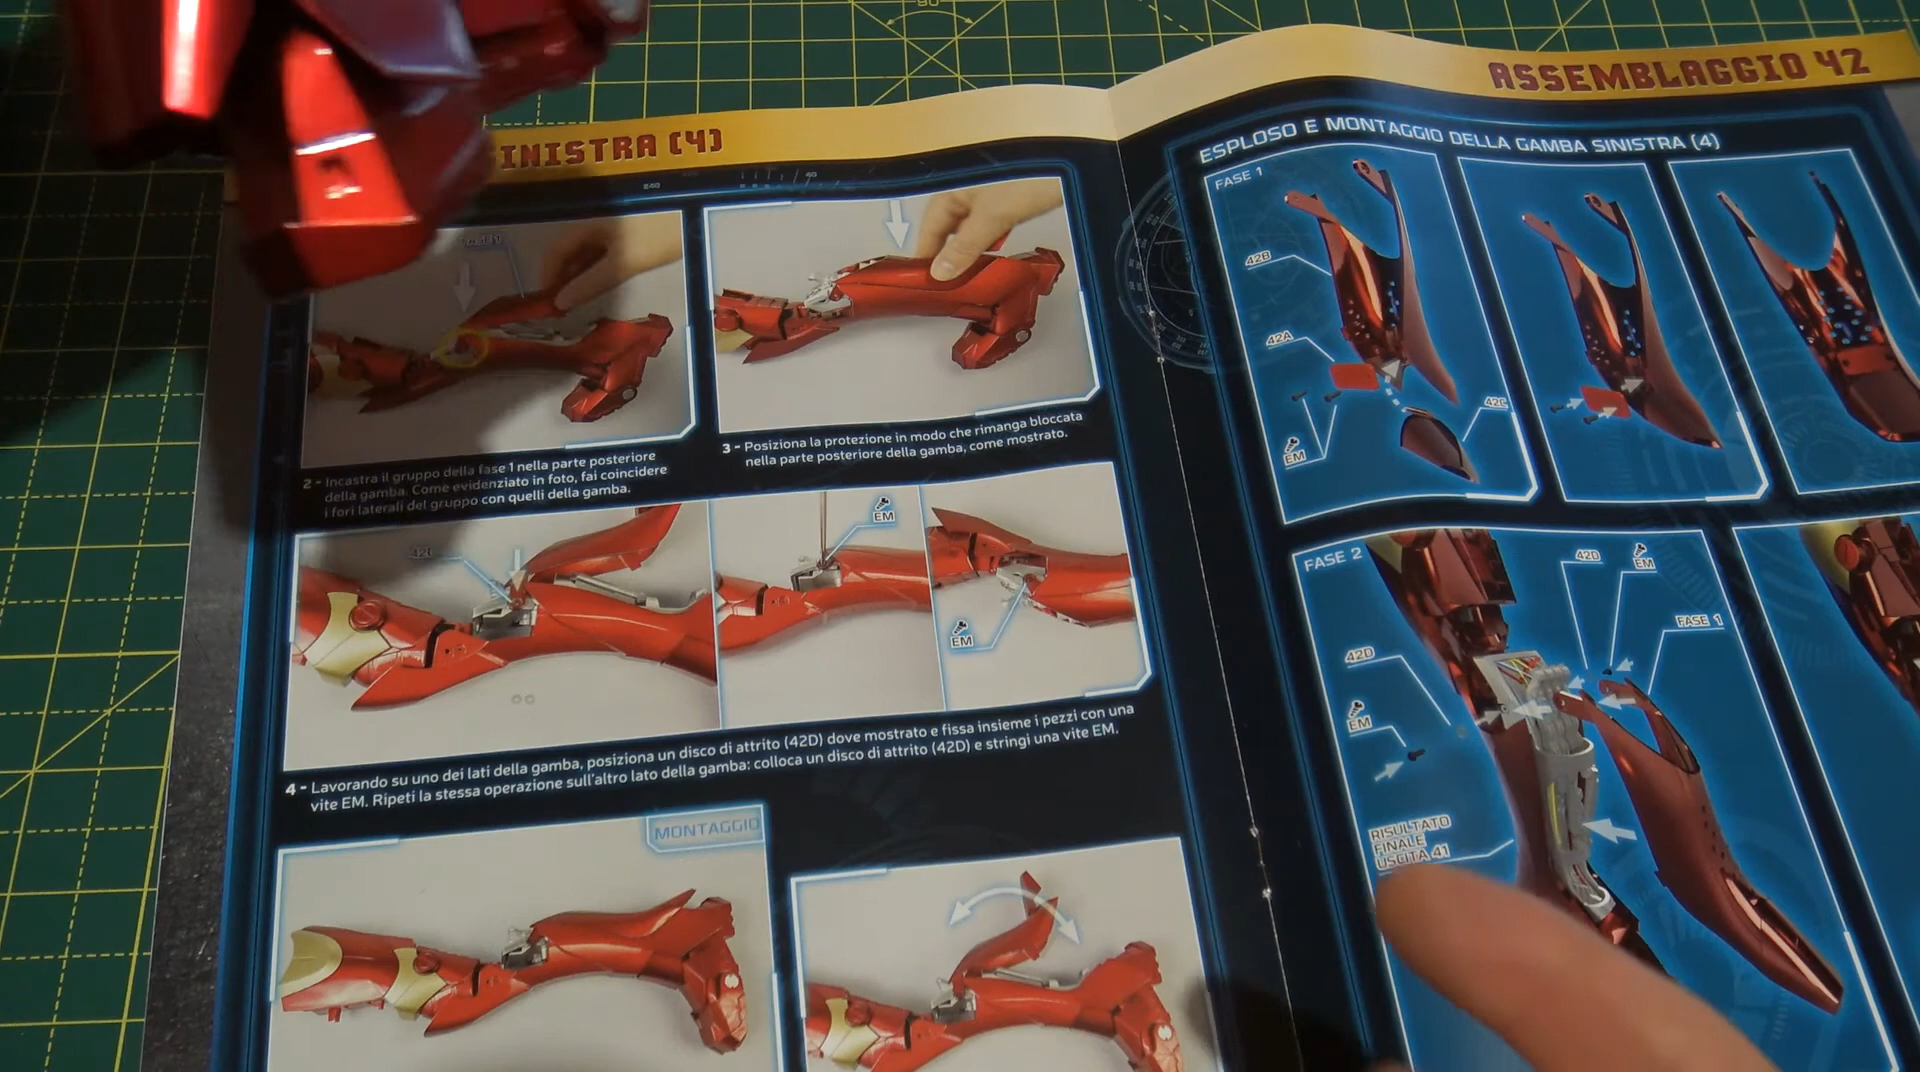 INISTRA (4)
2 - Incastra il gruppo della fase 1 nella parte posteriore
della gamba. Come evidenziato in foto, fai coincidere
i fori laterali del gruppo con quelli della gamba.
3 - Posiziona la protezione in modo che rimanga bloccata
nella parte posteriore della gamba, come mostrato.
EM
EM
4 - Lavorando su uno dei lati della gamba, posiziona un disco di attrito (42D) dove mostrato e fissa insieme i pezzi con una
vite EM. Ripeti la stessa operazione sull'altro lato della gamba: colloca un disco di attrito (42D) e stringi una vite EM.
MONTAGGIO
ASSEMBLAGGIO 42
ESPLOSO E MONTAGGIO DELLA GAMBA SINISTRA (4)
FASE 1
42B
42A
42C
EM
FASE 2
42D
EM
FASE 1
42D
EM
RISULTATO
FINALE
USCITA 41